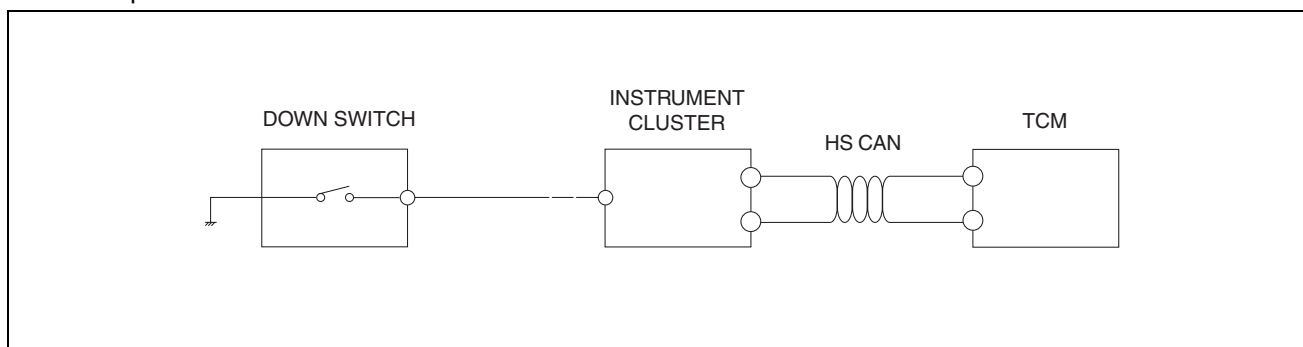 DOWN SWITCH
INSTRUMENT
CLUSTER
HS CAN
TCM